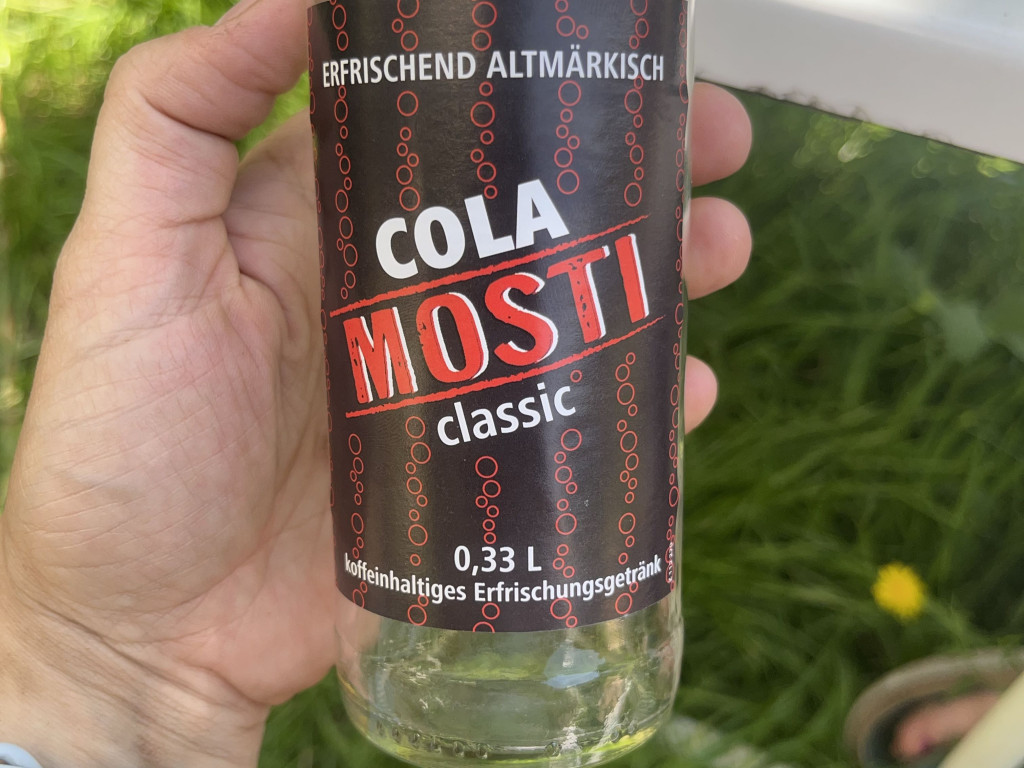 ERFRISCHEND ALTMÄRKISCH
COLA
MOSTI
classic
0,33 L
koffeinhaltiges Erfrischungsgetränk